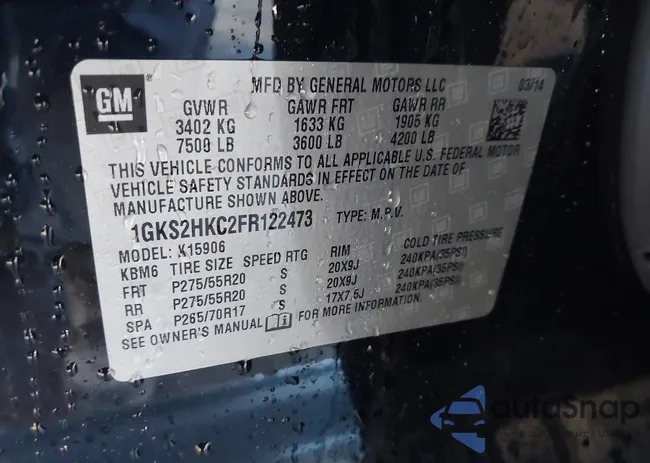 GM
MFD BY GENERAL MOTORS LLC 03/14
GVWR GAWR FRT GAWR RR
3402 KG 1633 KG 1905 KG
7500 LB 3600 LB 4200 LB
THIS VEHICLE CONFORMS TO ALL APPLICABLE U.S. FEDERAL MOTOR
VEHICLE SAFETY STANDARDS IN EFFECT ON THE DATE OF
MANUFACTURE SHOWN ABOVE.
1GKS2HKC2FR122473 TYPE: M.P.V.
MODEL: K15906
KBM6 TIRE SIZE SPEED RTG RIM COLD TIRE PRESSURE
FRT P275/55R20 S 20X9J 240KPA(35PSI)
RR P275/55R20 S 20X9J 240KPA(35PSI)
SPA P265/70R17 S 17X7.5J 240KPA(35PSI)
SEE OWNER'S MANUAL FOR MORE INFORMATION.
autoSnap